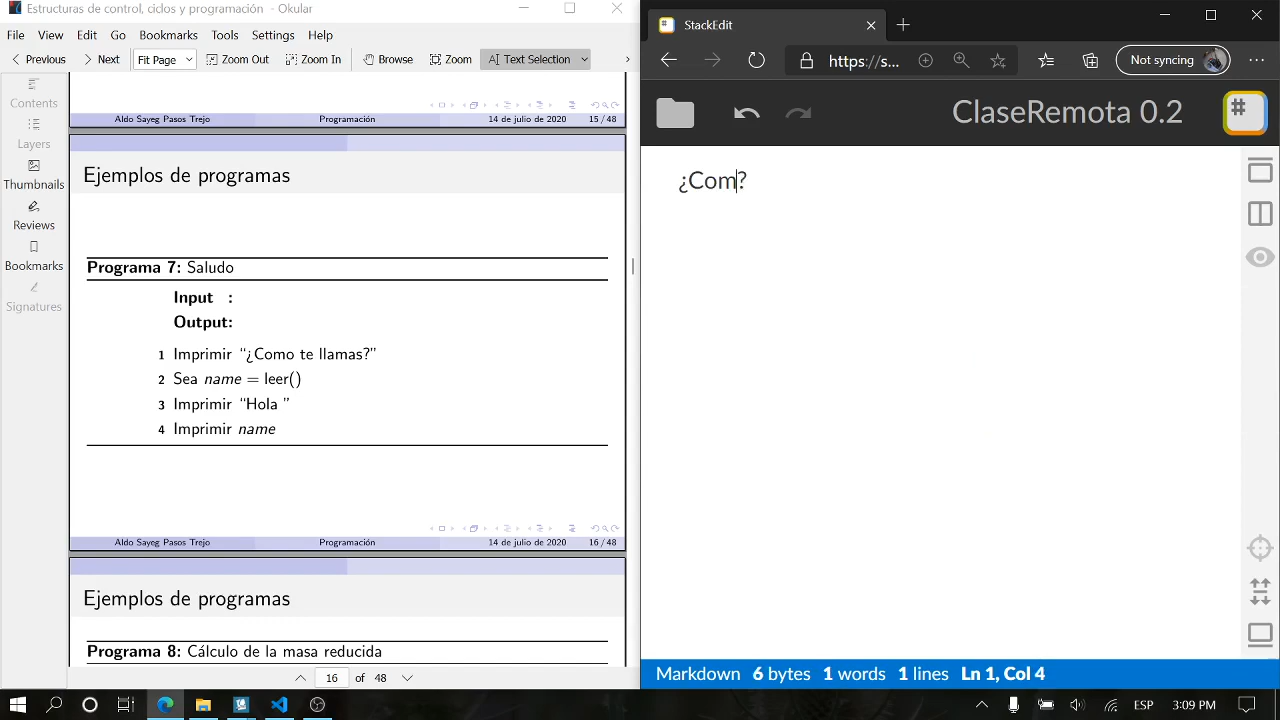 Estructuras de control, ciclos y programación - Okular
File View Edit Go Bookmarks Tools Settings Help
Previous Next Fit Page Zoom Out Zoom In Browse Zoom Text Selection
Contents
Layers
Thumbnails
Reviews
Bookmarks
Signatures
Aldo Sayeg Pasos Trejo Programación 14 de julio de 2020 15 / 48
Ejemplos de programas
Programa 7: Saludo
Input :
Output:
1 Imprimir “¿Como te llamas?”
2 Sea name = leer()
3 Imprimir “Hola ”
4 Imprimir name
Aldo Sayeg Pasos Trejo Programación 14 de julio de 2020 16 / 48
Ejemplos de programas
Programa 8: Cálculo de la masa reducida
16 of 48
StackEdit
https://s... Not syncing
ClaseRemota 0.2
#
¿Com?
Markdown 6 bytes 1 words 1 lines Ln 1, Col 4
ESP 3:09 PM